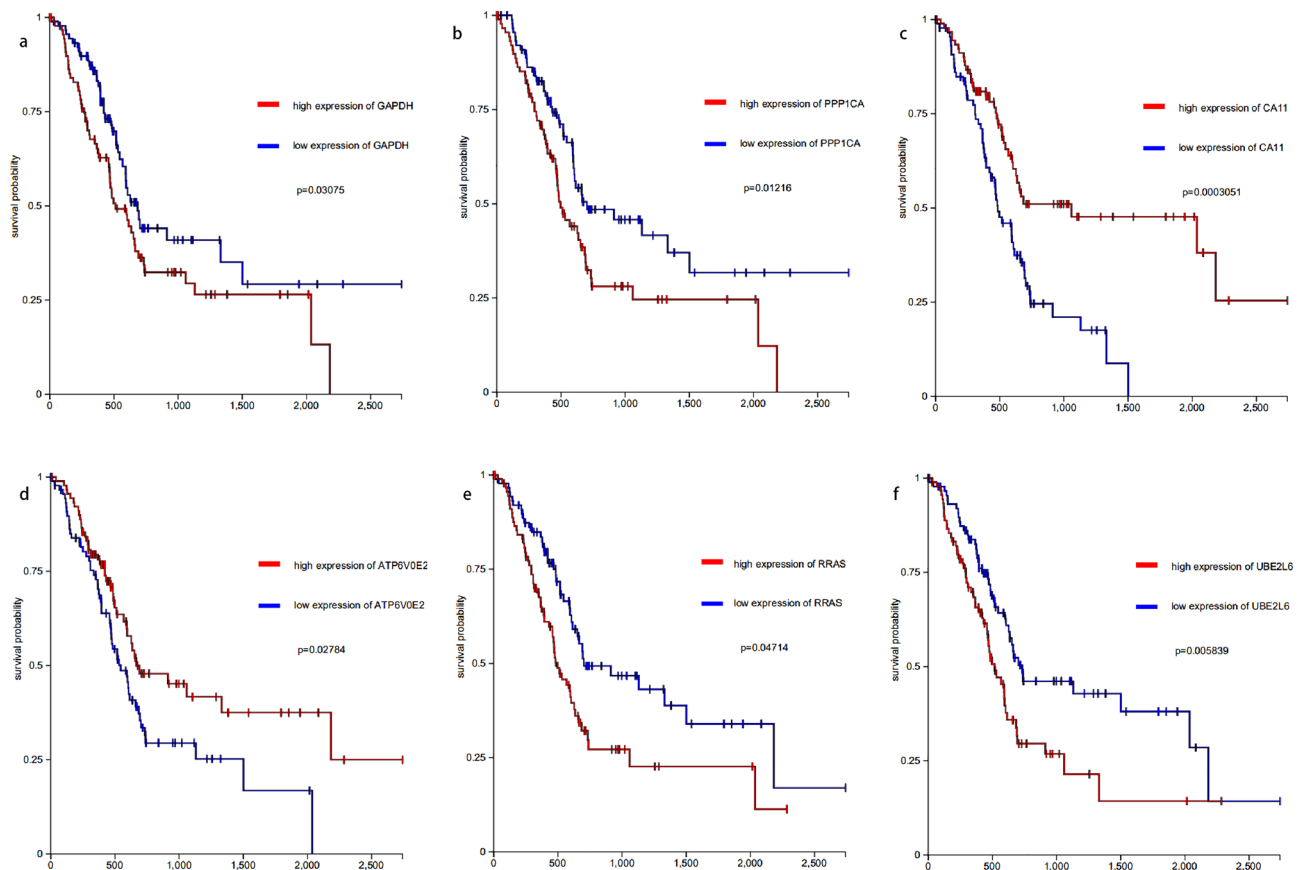 a
1
0.75
0.5
0.25
0
survival probability
high expression of GAPDH
low expression of GAPDH
p=0.03075
0 500 1,000 1,500 2,000 2,500
b
1
0.75
0.5
0.25
0
survival probability
high expression of PPP1CA
low expression of PPP1CA
p=0.01216
0 500 1,000 1,500 2,000 2,500
c
1
0.75
0.5
0.25
0
survival probability
high expression of CA11
low expression of CA11
p=0.0003051
0 500 1,000 1,500 2,000 2,500
d
1
0.75
0.5
0.25
0
survival probability
high expression of ATP6V0E2
low expression of ATP6V0E2
p=0.02784
0 500 1,000 1,500 2,000 2,500
e
1
0.75
0.5
0.25
0
survival probability
high expression of RRAS
low expression of RRAS
p=0.04714
0 500 1,000 1,500 2,000 2,500
f
1
0.75
0.5
0.25
0
survival probability
high expression of UBE2L6
low expression of UBE2L6
p=0.005839
0 500 1,000 1,500 2,000 2,500